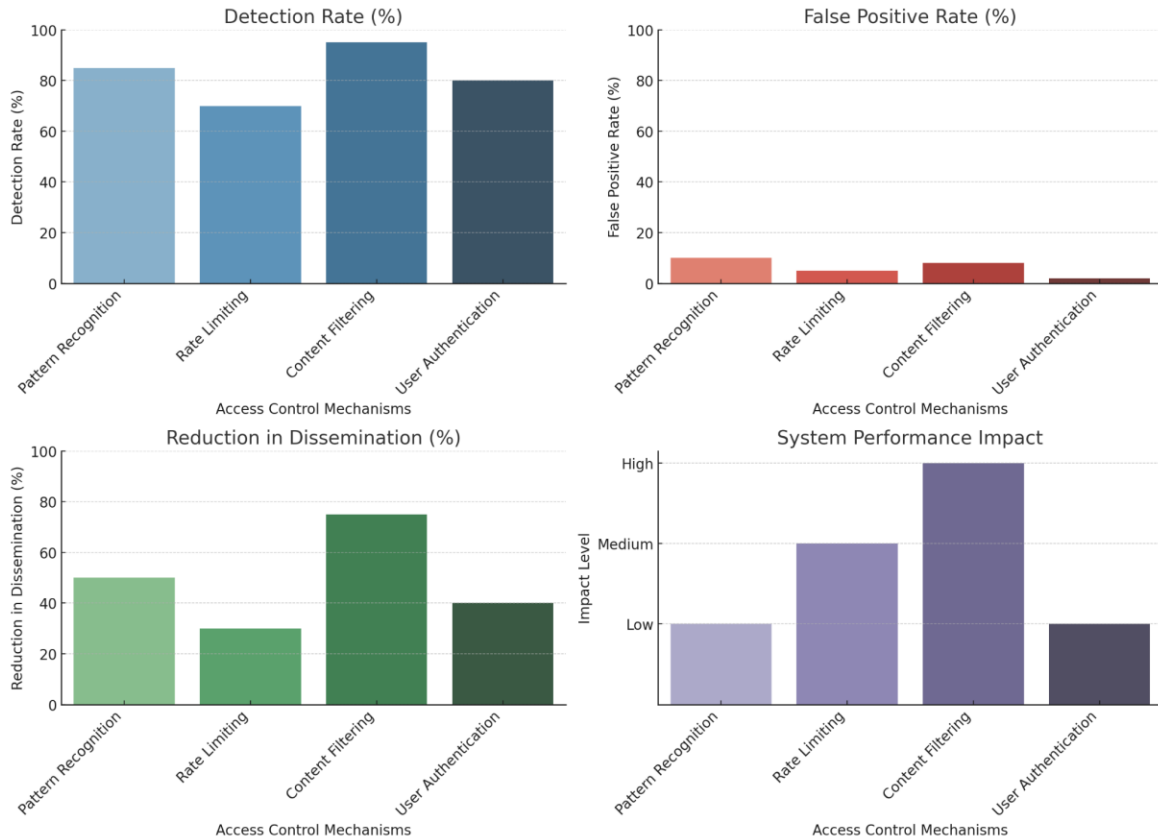 Detection Rate (%)
Detection Rate (%)
100
80
60
40
20
0
Pattern Recognition
Rate Limiting
Content Filtering
User Authentication
Access Control Mechanisms
False Positive Rate (%)
False Positive Rate (%)
100
80
60
40
20
0
Pattern Recognition
Rate Limiting
Content Filtering
User Authentication
Access Control Mechanisms
Reduction in Dissemination (%)
Reduction in Dissemination (%)
100
80
60
40
20
0
Pattern Recognition
Rate Limiting
Content Filtering
User Authentication
Access Control Mechanisms
System Performance Impact
Impact Level
High
Medium
Low
Pattern Recognition
Rate Limiting
Content Filtering
User Authentication
Access Control Mechanisms